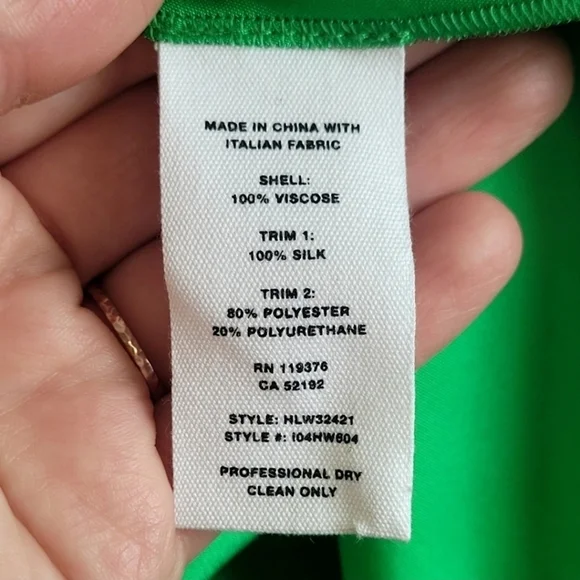 MADE IN CHINA WITH
ITALIAN FABRIC
SHELL:
100% VISCOSE
TRIM 1:
100% SILK
TRIM 2:
80% POLYESTER
20% POLYURETHANE
RN 119376
CA 52192
STYLE: HLW32421
STYLE #: I04HW604
PROFESSIONAL DRY
CLEAN ONLY